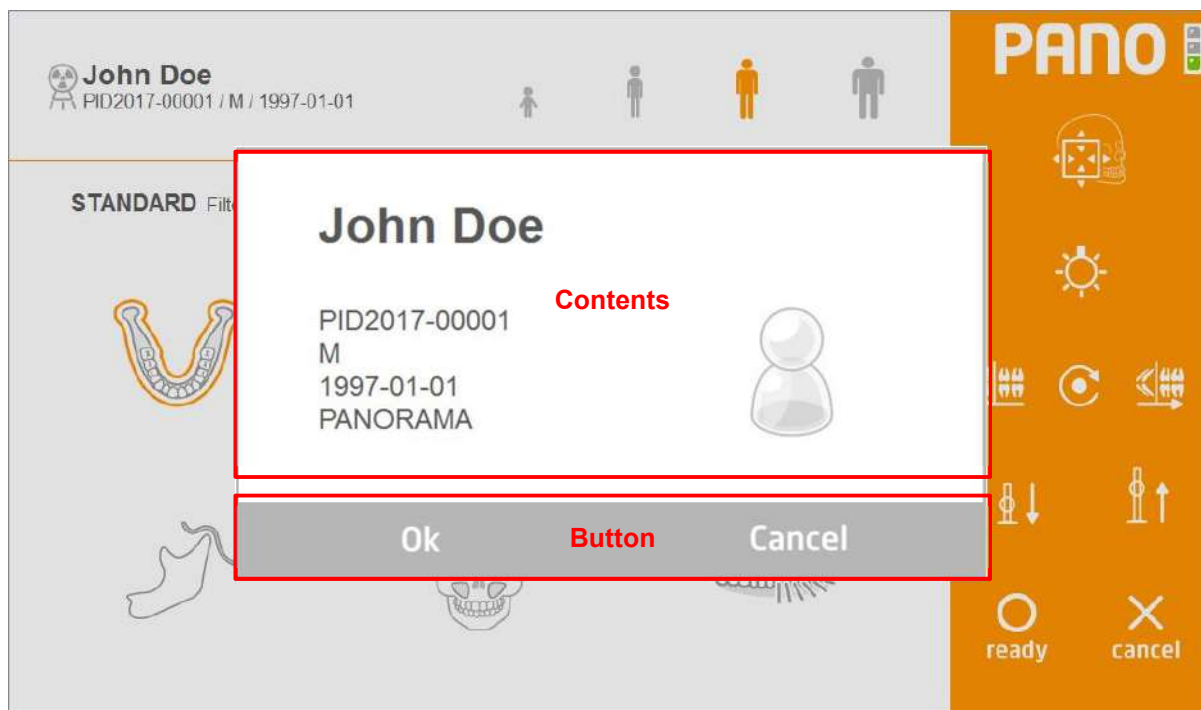 John Doe
PID2017-00001 / M / 1997-01-01
PANO
STANDARD Filte
John Doe
Contents
PID2017-00001
M
1997-01-01
PANORAMA
Ok
Button
Cancel
ready
cancel